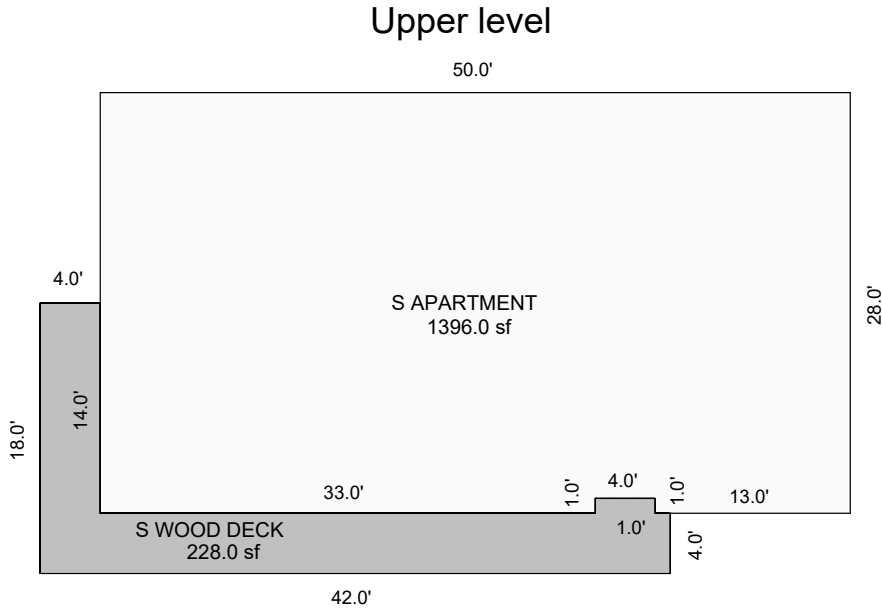 Upper level
50.0'
4.0'
S APARTMENT
1396.0 sf
28.0'
14.0'
18.0'
33.0'
1.0'
4.0'
1.0'
13.0'
S WOOD DECK
228.0 sf
1.0'
4.0'
42.0'